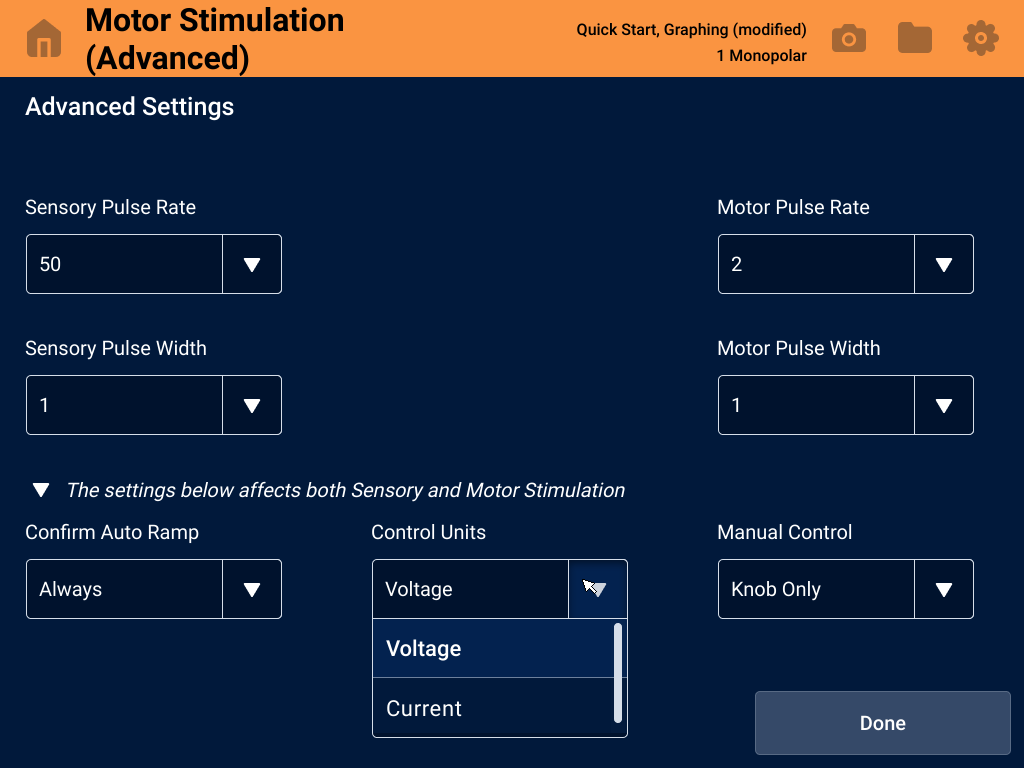 Motor Stimulation
(Advanced)
Quick Start, Graphing (modified)
1 Monopolar
Advanced Settings
Sensory Pulse Rate
Motor Pulse Rate
50
2
Sensory Pulse Width
Motor Pulse Width
1
1
The settings below affects both Sensory and Motor Stimulation
Confirm Auto Ramp
Control Units
Manual Control
Always
Voltage
Knob Only
Voltage
Current
Done